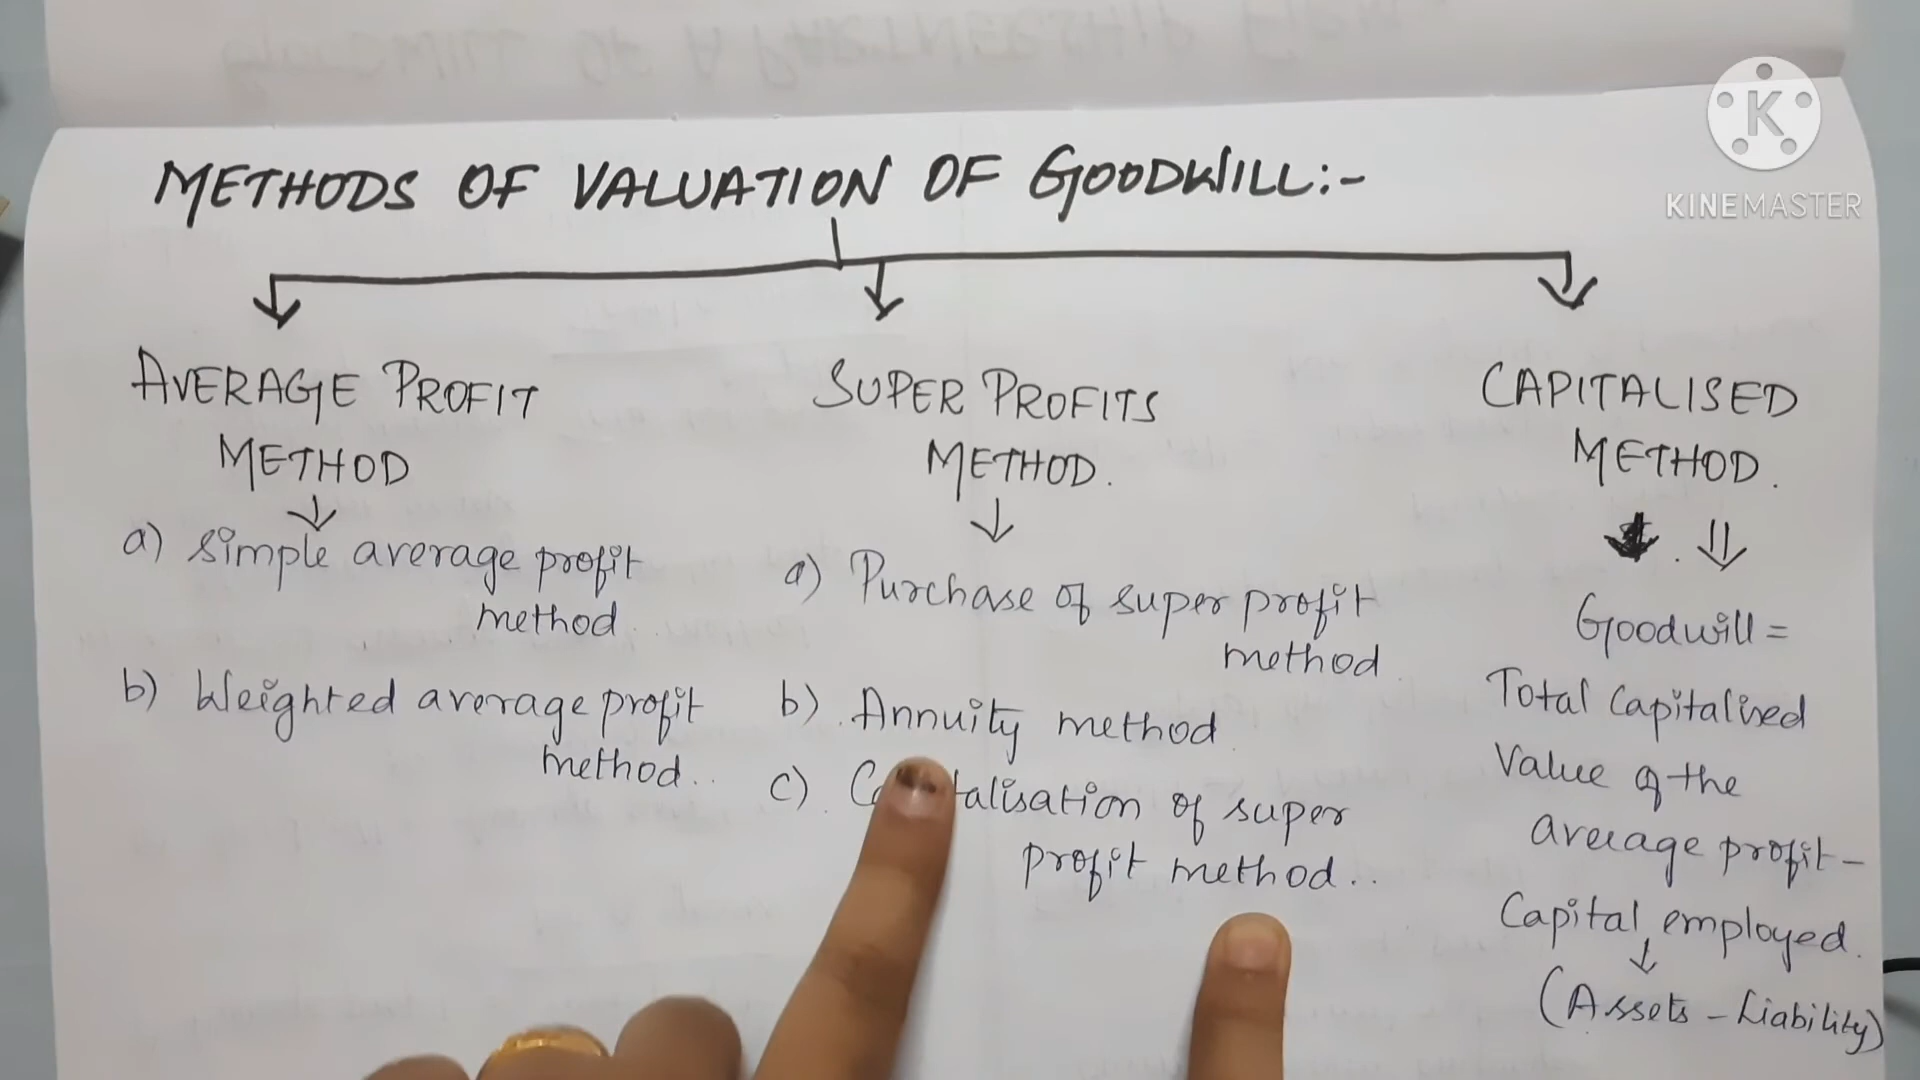 METHODS OF VALUATION OF GOODWILL:-
AVERAGE PROFIT
METHOD
a) Simple average profit
method.
b) Weighted average profit
method..
SUPER PROFITS
METHOD.
a) Purchase of super profit
method.
b). Annuity method.
c). of super
profit method..
CAPITALISED
METHOD.
Goodwill =
Total Capitalised
Value of the
average profit -
Capital employed.
(Assets - Liability)
K
KINEMASTER